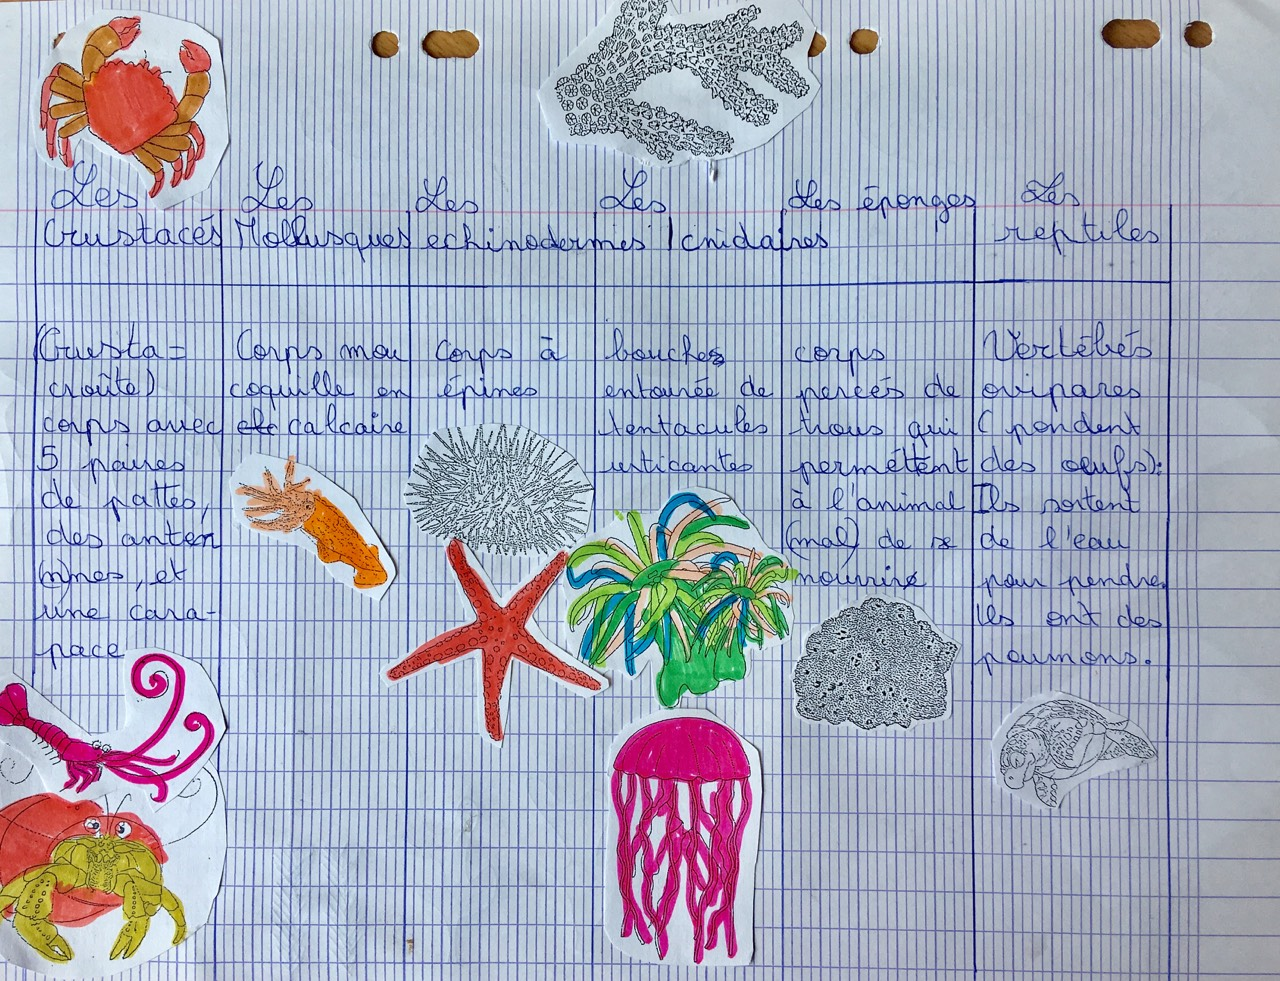 Les
Crustacés
Les
Mollusques
Les
echinodermes
Les
cnidaires
Les éponges
Les
reptiles
(Crusta =
croûte)
corps avec
5 paires
de pattes,
des anten
(n)nes, et
une cara-
pace
Corps mou
coquille en
calcaire
Corps à
épines
bouches
entourée de
tentacules
urticantes
corps
percés de
trous qui
permettent
à l'animal
(mal) de se
nourrire
Vertébés
ovipares
(pondent
des œufs):
Ils sortent
de l'eau
pour pendre.
Ils ont des
poumons.